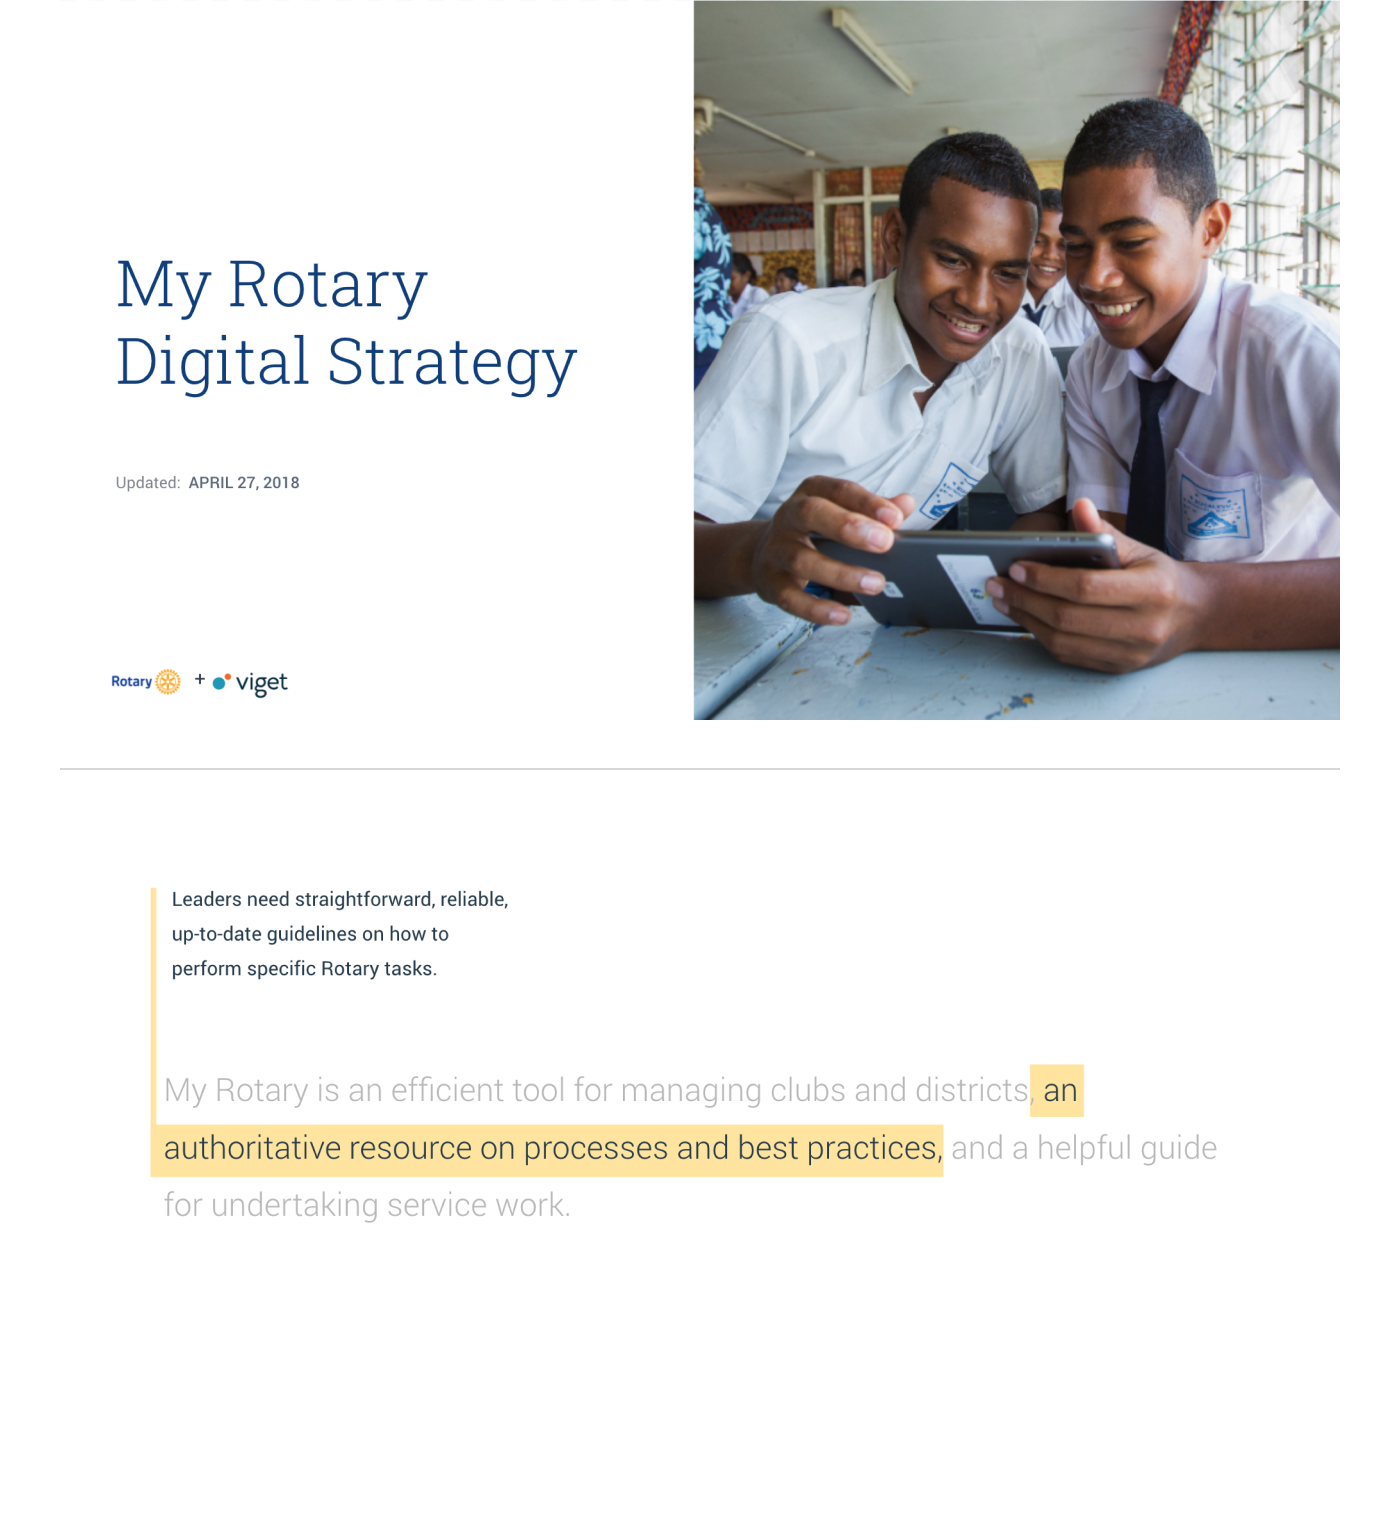 My Rotary
Digital Strategy
Updated: APRIL 27, 2018
Rotary + viget
Leaders need straightforward, reliable,
up-to-date guidelines on how to
perform specific Rotary tasks.
My Rotary is an efficient tool for managing clubs and districts, an
authoritative resource on processes and best practices, and a helpful guide
for undertaking service work.